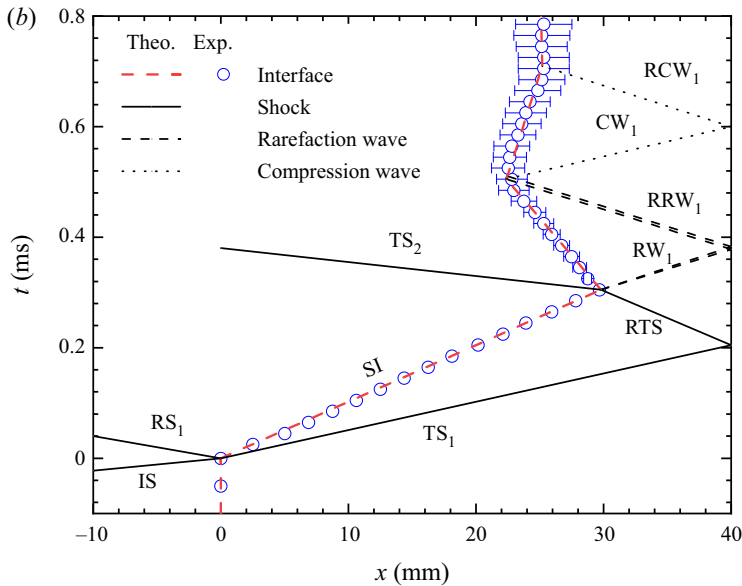 (b)
0.8
Theo. Exp.
Interface
Shock
Rarefaction wave
Compression wave
RCW1
0.6
CW1
RRW1
0.4
TS2
RW1
t (ms)
RTS
0.2
SI
RS1
TS1
0
IS
–10 0 10 20 30 40
x (mm)